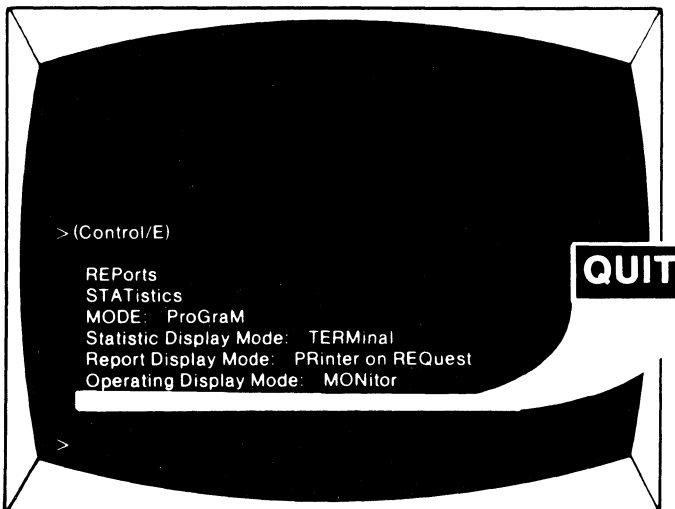 >(Control/E)
REPorts
STATistics
MODE: ProGraM
Statistic Display Mode: TERMinal
Report Display Mode: PRinter on REQuest
Operating Display Mode: MONitor
QUIT
>